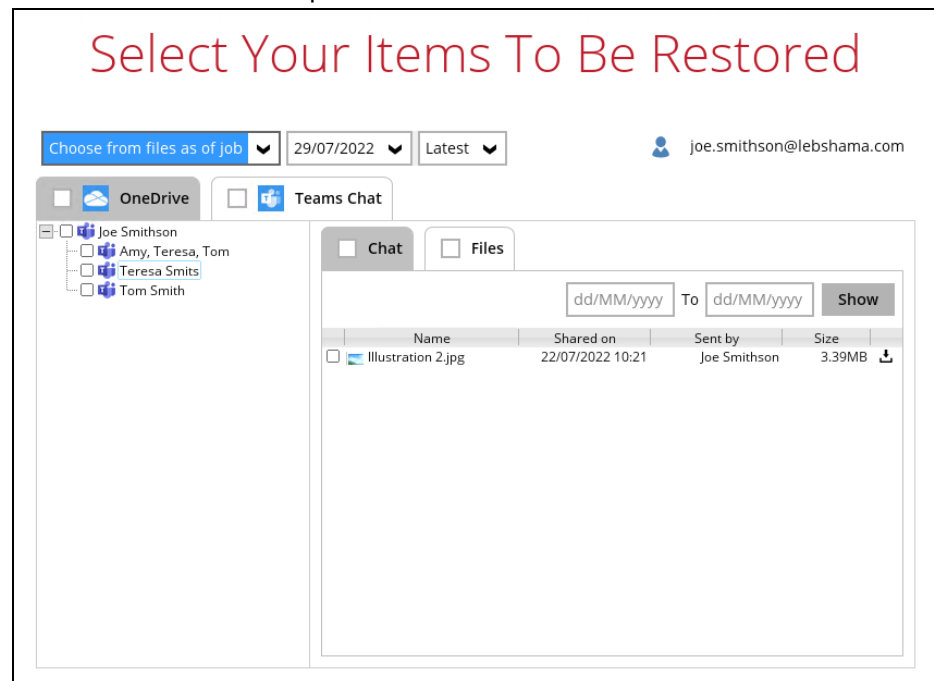 Select Your Items To Be Restored
Choose from files as of job 29/07/2022 Latest joe.smithson@lebshama.com
OneDrive Teams Chat
Joe Smithson
Amy, Teresa, Tom
Teresa Smits
Tom Smith
Chat Files
dd/MM/yyyy To dd/MM/yyyy Show
Name Shared on Sent by Size
Illustration 2.jpg 22/07/2022 10:21 Joe Smithson 3.39MB